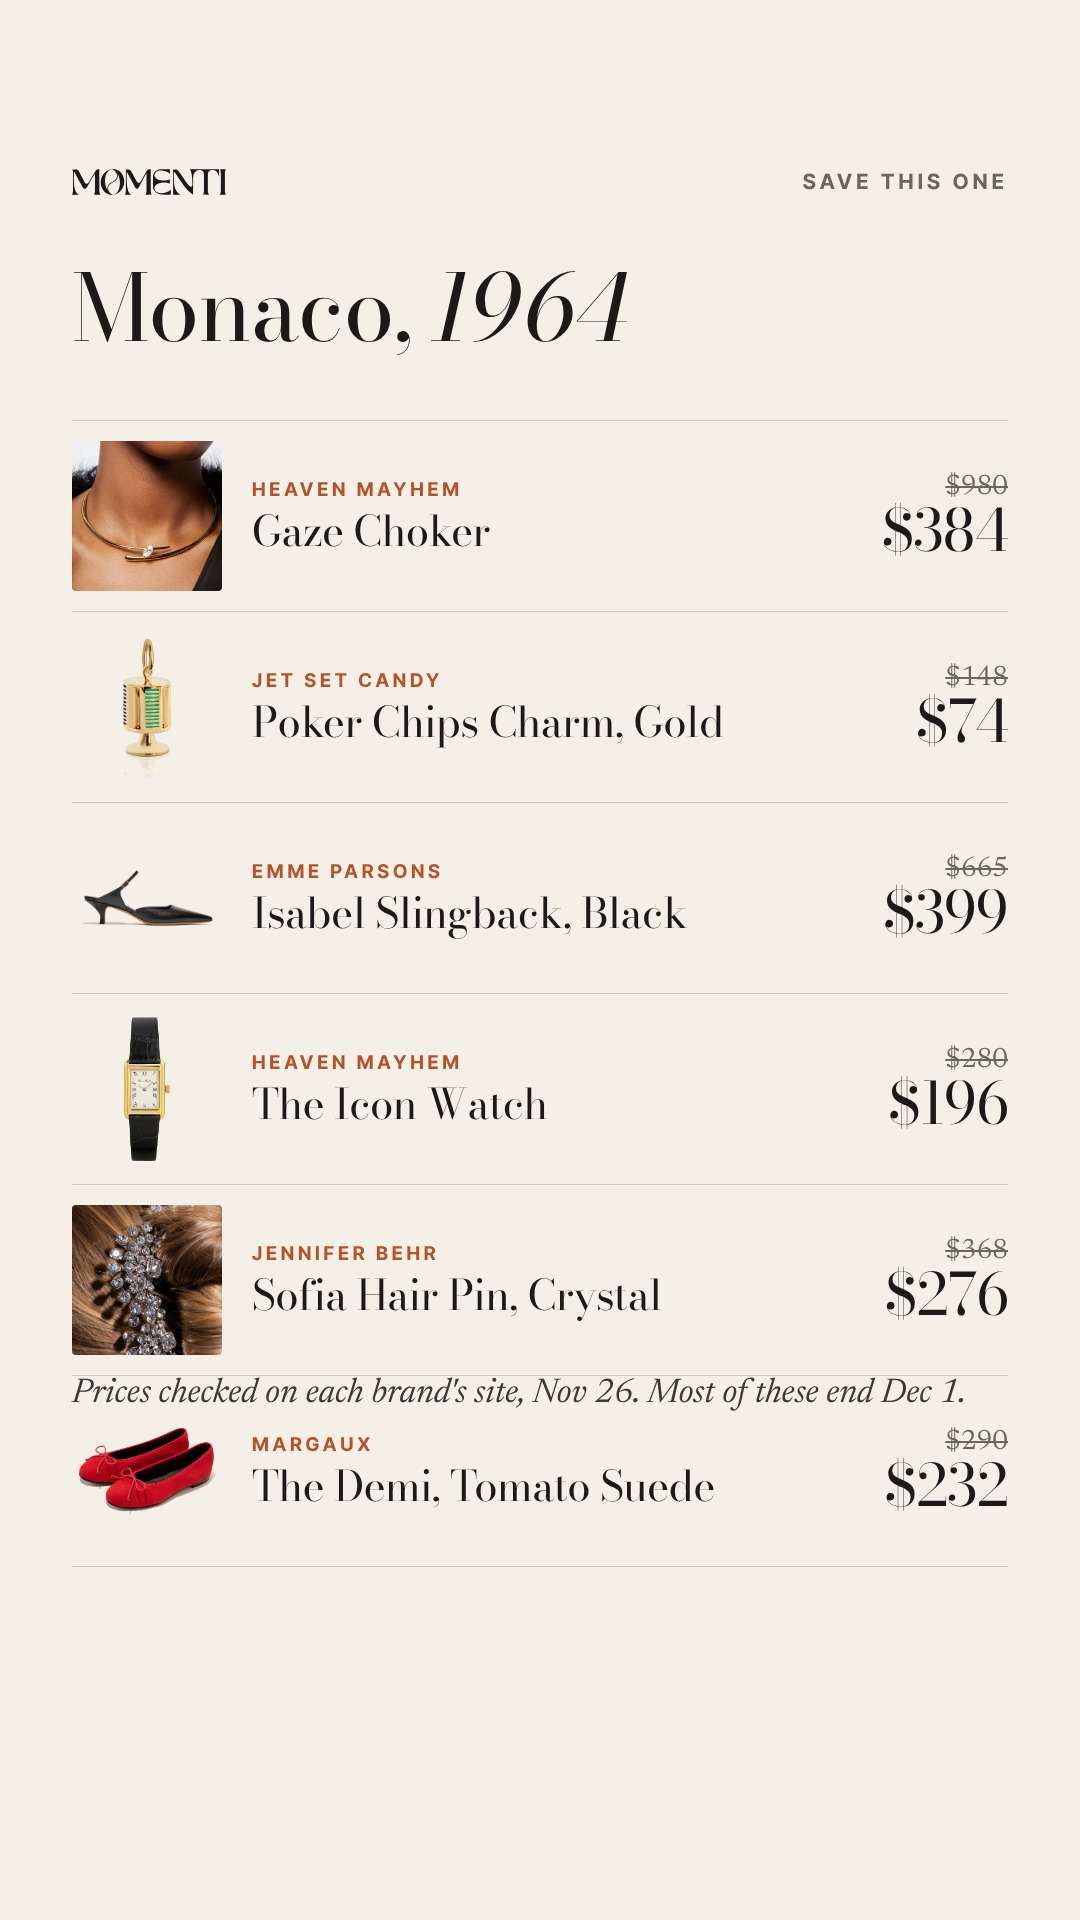 MØMENTI
SAVE THIS ONE
Monaco, 1964
HEAVEN MAYHEM
Gaze Choker
$980
$384
JET SET CANDY
Poker Chips Charm, Gold
$148
$74
EMME PARSONS
Isabel Slingback, Black
$665
$399
HEAVEN MAYHEM
The Icon Watch
$280
$196
JENNIFER BEHR
Sofia Hair Pin, Crystal
$368
$276
Prices checked on each brand's site, Nov 26. Most of these end Dec 1.
MARGAUX
The Demi, Tomato Suede
$290
$232